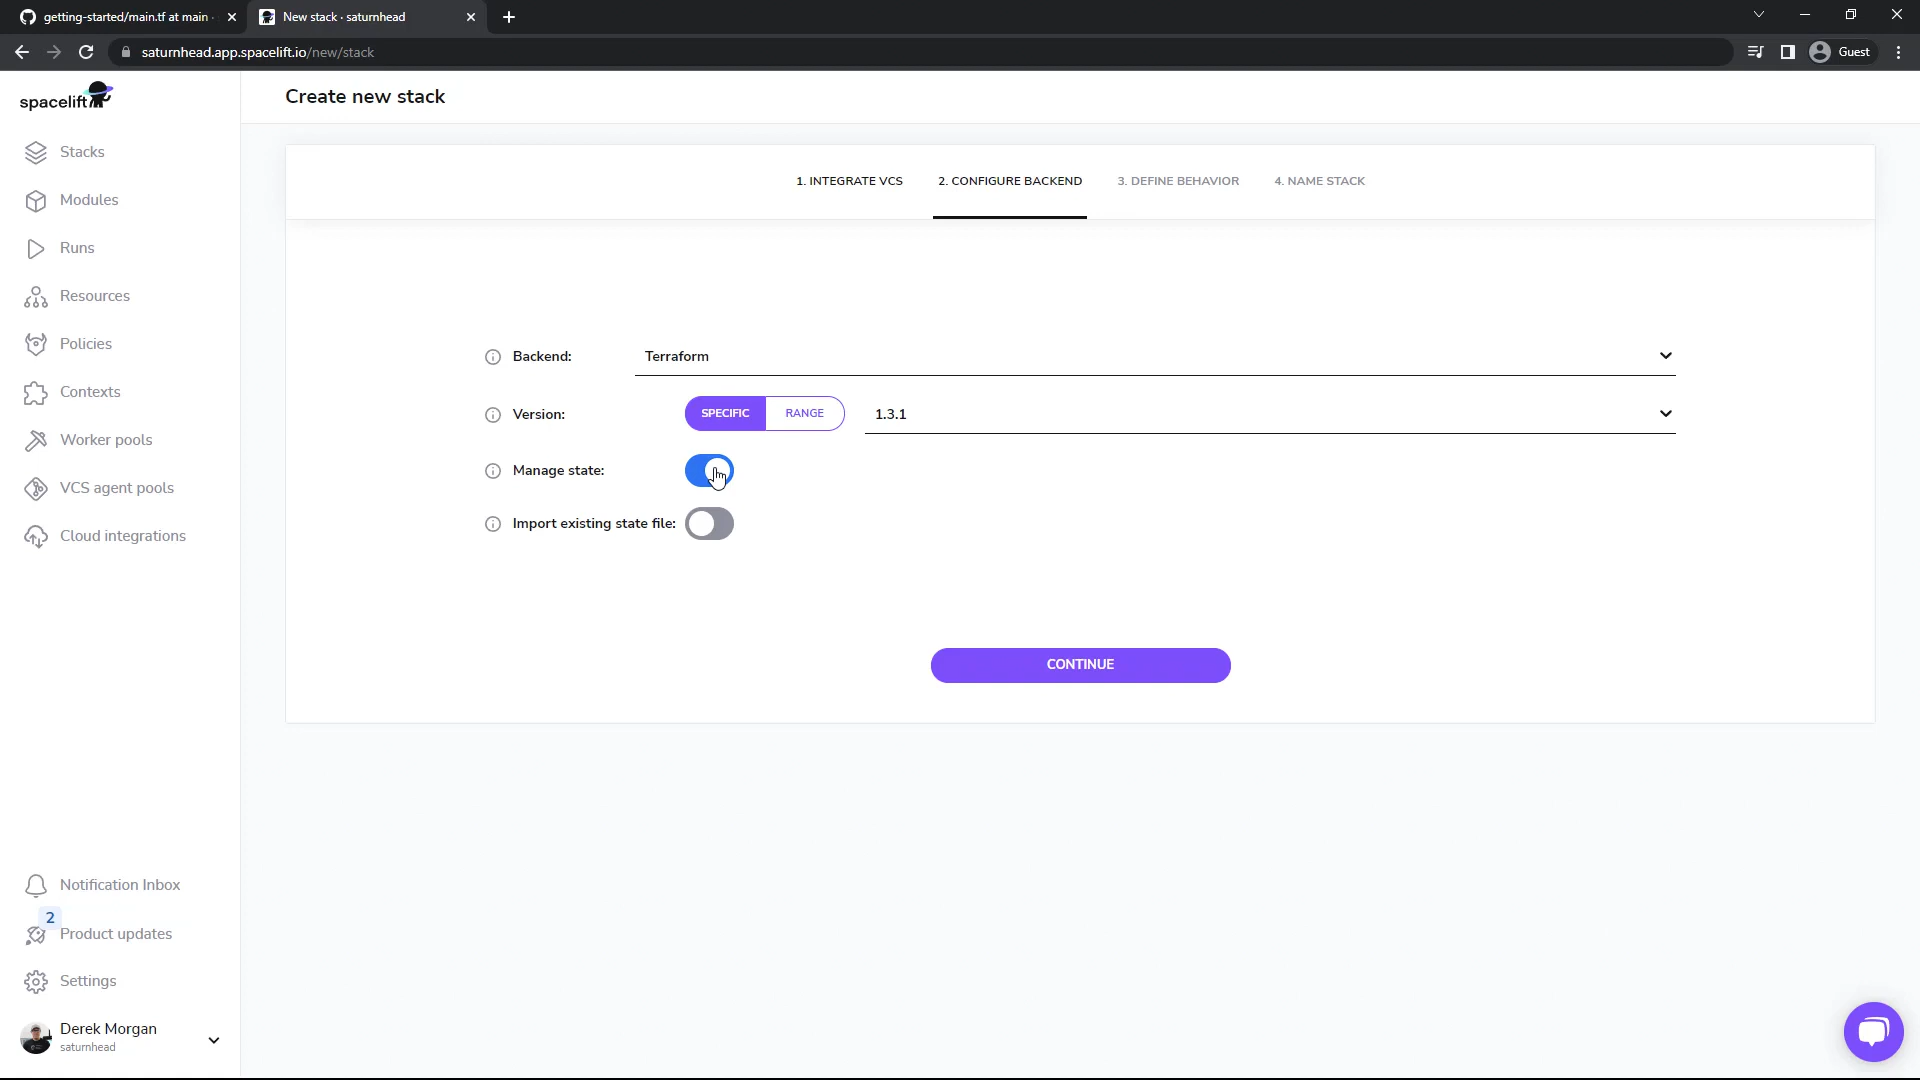 getting-started/main.tf at main ·
New stack · saturnhead
saturnhead.app.spacelift.io/new/stack
Guest
spacelift
Create new stack
Stacks
Modules
Runs
Resources
Policies
Contexts
Worker pools
VCS agent pools
Cloud integrations
1. INTEGRATE VCS
2. CONFIGURE BACKEND
3. DEFINE BEHAVIOR
4. NAME STACK
Backend: Terraform
Version: SPECIFIC RANGE 1.3.1
Manage state:
Import existing state file:
CONTINUE
Notification Inbox
2
Product updates
Settings
Derek Morgan
saturnhead